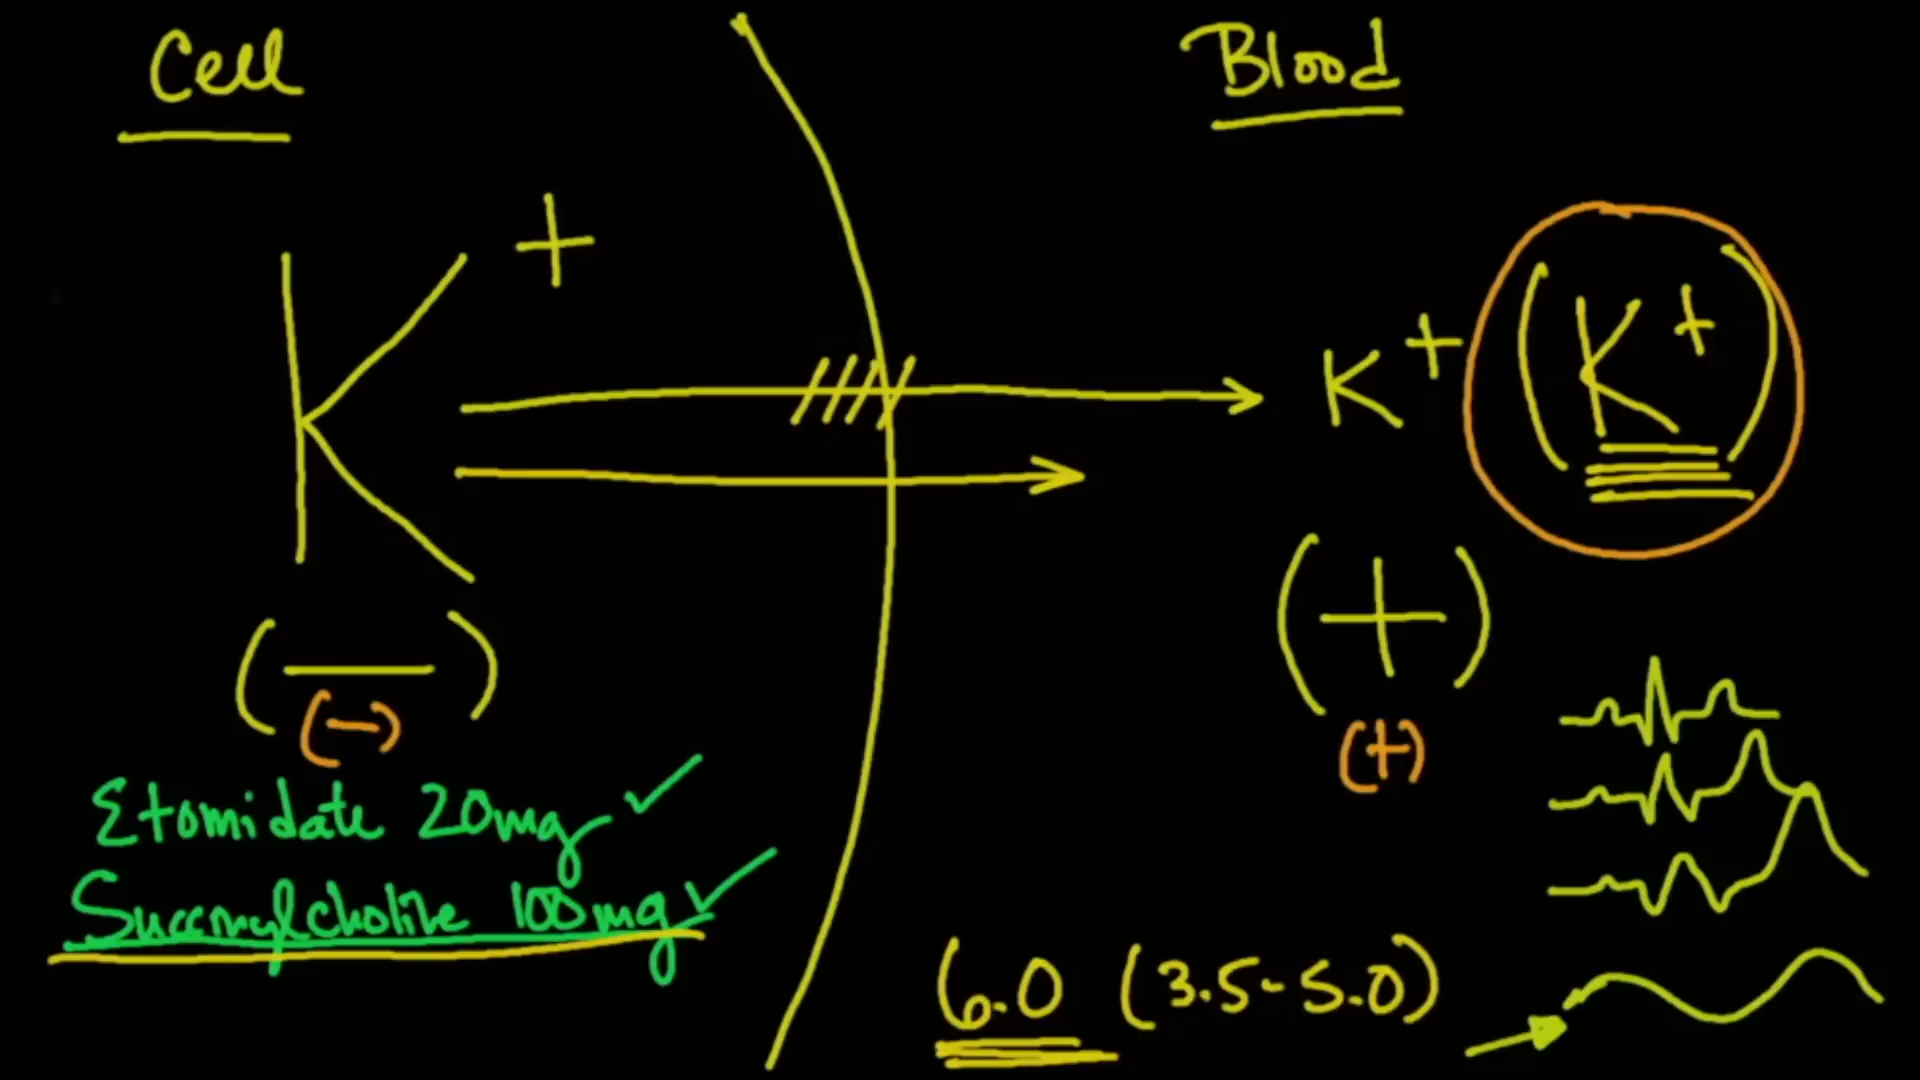 Cell
Blood
K+
K+ (K+)
(—)
(+)
(-)
(+)
Etomidate 20mg ✓
Succinylcholine 100mg ✓
6.0 (3.5-5.0)